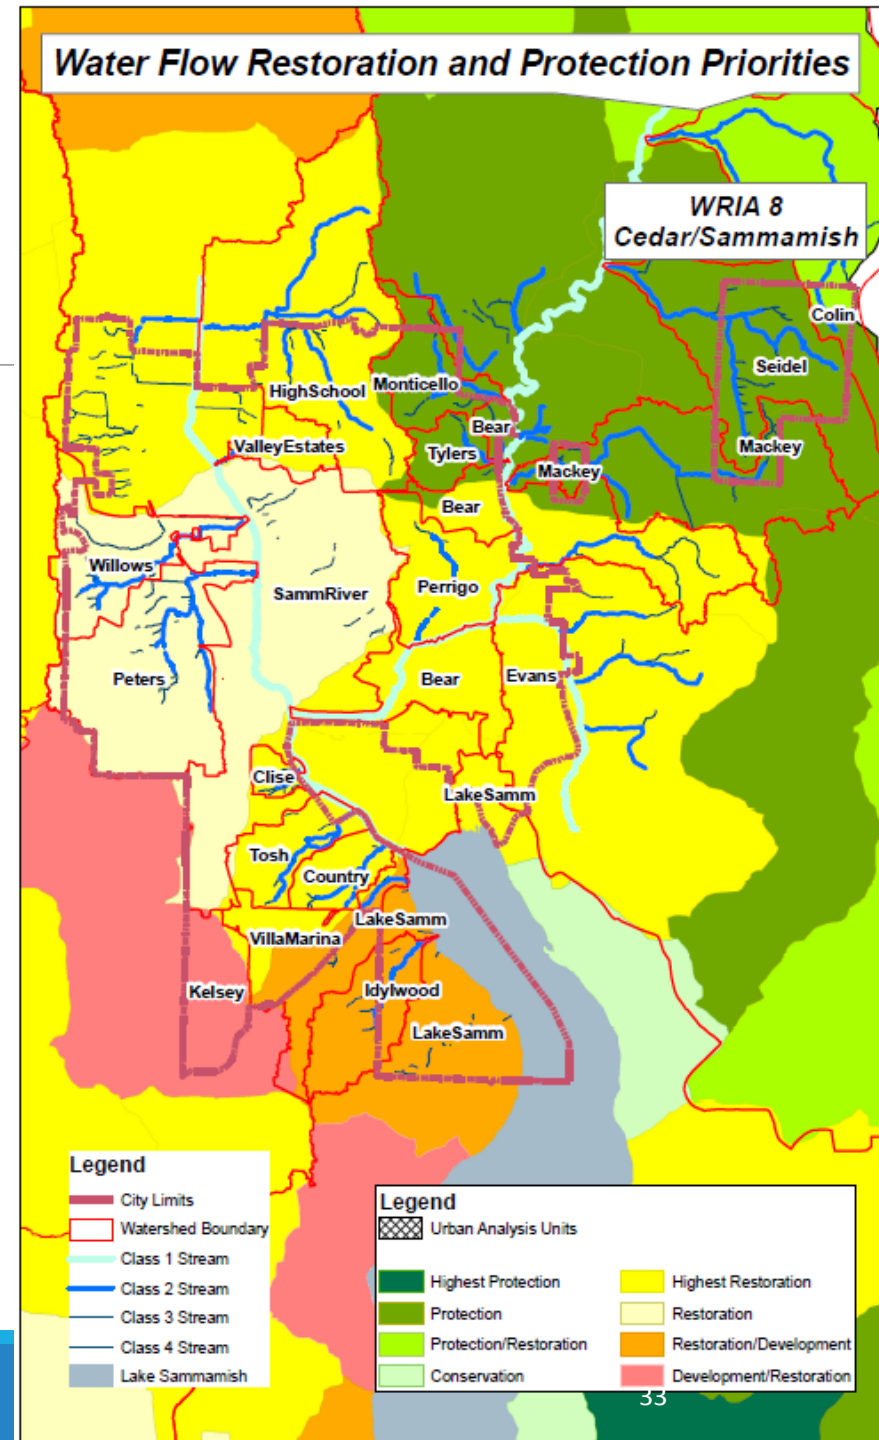 Water Flow Restoration and Protection Priorities
WRIA 8
Cedar/Sammamish
Colin
Seidel
HighSchool
Monticello
Bear
ValleyEstates
Tylers
Mackey
Mackey
Bear
Willows
SammRiver
Perrigo
Peters
Bear
Evans
Clise
LakeSamm
Tosh
Country
LakeSamm
VillaMarina
Kelsey
Idylwood
LakeSamm
Legend
City Limits
Watershed Boundary
Class 1 Stream
Class 2 Stream
Class 3 Stream
Class 4 Stream
Lake Sammamish
Legend
Urban Analysis Units
Highest Protection
Highest Restoration
Protection
Restoration
Protection/Restoration
Restoration/Development
Conservation
Development/Restoration
33